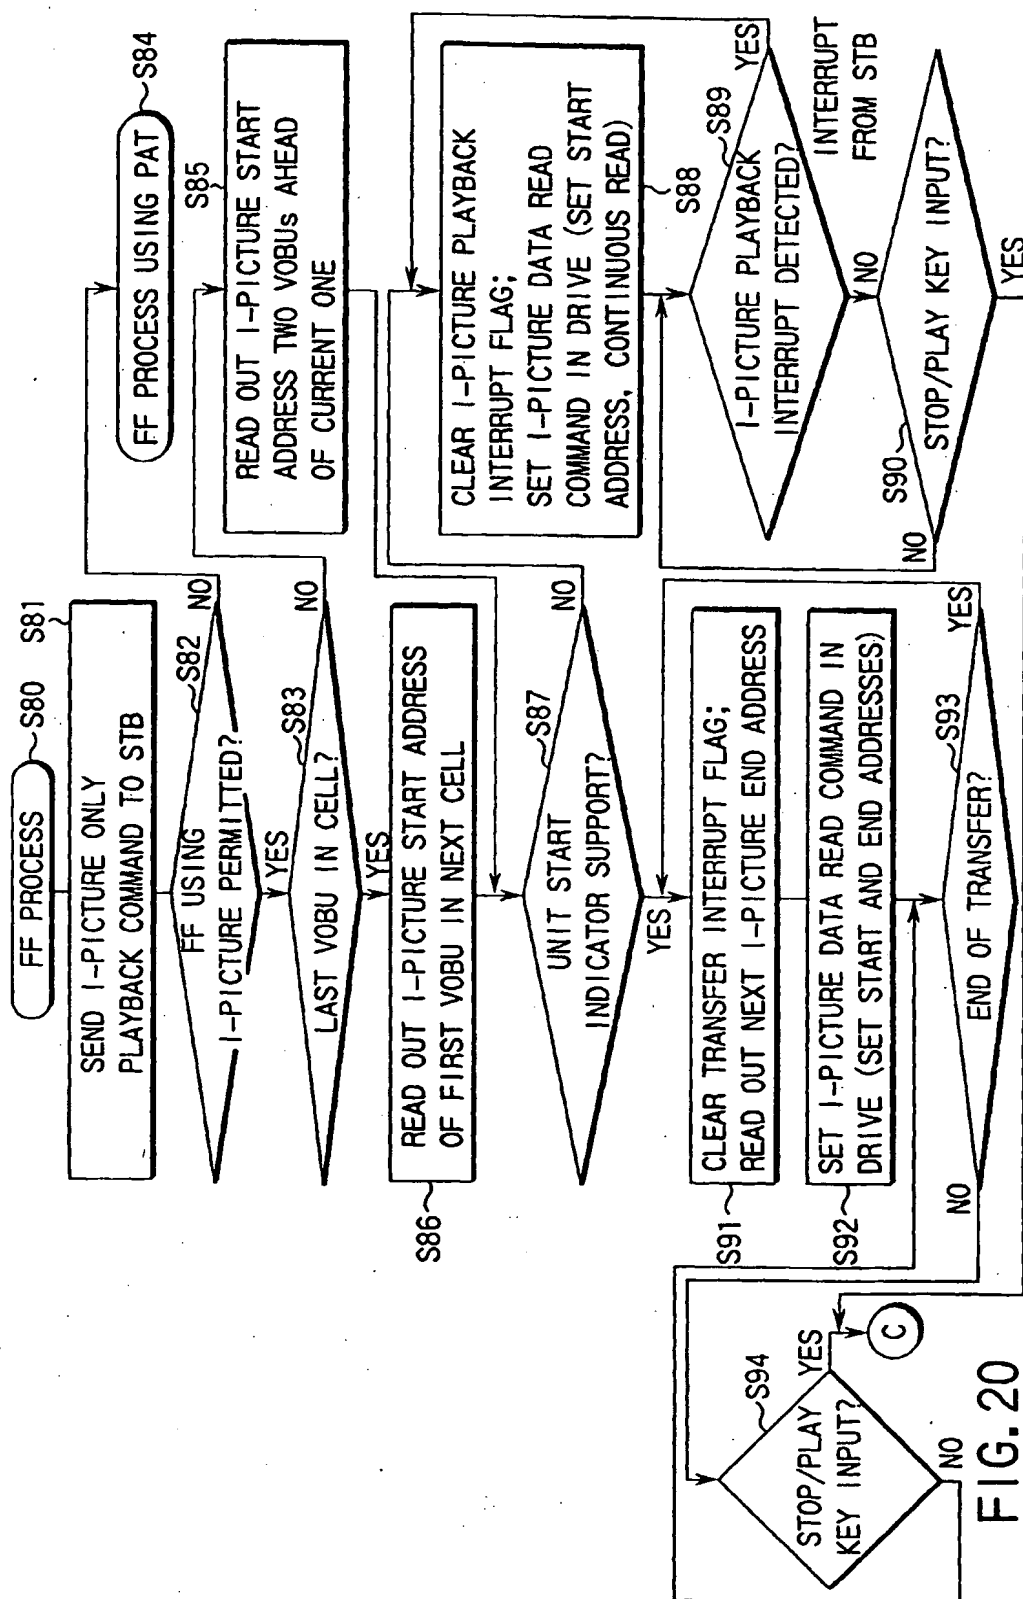 FF PROCESS
S80
SEND I-PICTURE ONLY
PLAYBACK COMMAND TO STB
S81
FF USING
I-PICTURE PERMITTED?
S82
NO
YES
FF PROCESS USING PAT
S84
LAST VOBU IN CELL?
S83
NO
YES
READ OUT I-PICTURE START
ADDRESS TWO VOBUs AHEAD
OF CURRENT ONE
S85
READ OUT I-PICTURE START ADDRESS
OF FIRST VOBU IN NEXT CELL
S86
UNIT START
INDICATOR SUPPORT?
S87
NO
YES
CLEAR I-PICTURE PLAYBACK
INTERRUPT FLAG;
SET I-PICTURE DATA READ
COMMAND IN DRIVE (SET START
ADDRESS, CONTINUOUS READ)
S88
I-PICTURE PLAYBACK
INTERRUPT DETECTED?
S89
YES
NO
INTERRUPT
FROM STB
STOP/PLAY KEY INPUT?
S90
NO
YES
CLEAR TRANSFER INTERRUPT FLAG;
READ OUT NEXT I-PICTURE END ADDRESS
S91
SET I-PICTURE DATA READ COMMAND IN
DRIVE (SET START AND END ADDRESSES)
S92
END OF TRANSFER?
S93
YES
NO
STOP/PLAY
KEY INPUT?
S94
YES
NO
C
FIG. 20